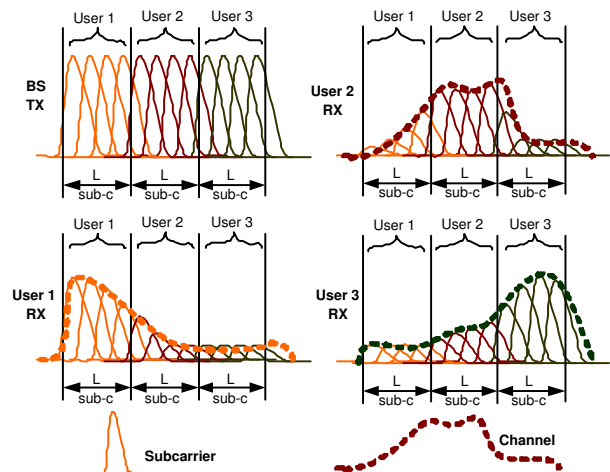 User 1 User 2 User 3
BS
TX
L L L
sub-c sub-c sub-c
User 1 User 2 User 3
User 2
RX
L L L
sub-c sub-c sub-c
User 1 User 2 User 3
User 1
RX
L L L
sub-c sub-c sub-c
User 1 User 2 User 3
User 3
RX
L L L
sub-c sub-c sub-c
Subcarrier
Channel